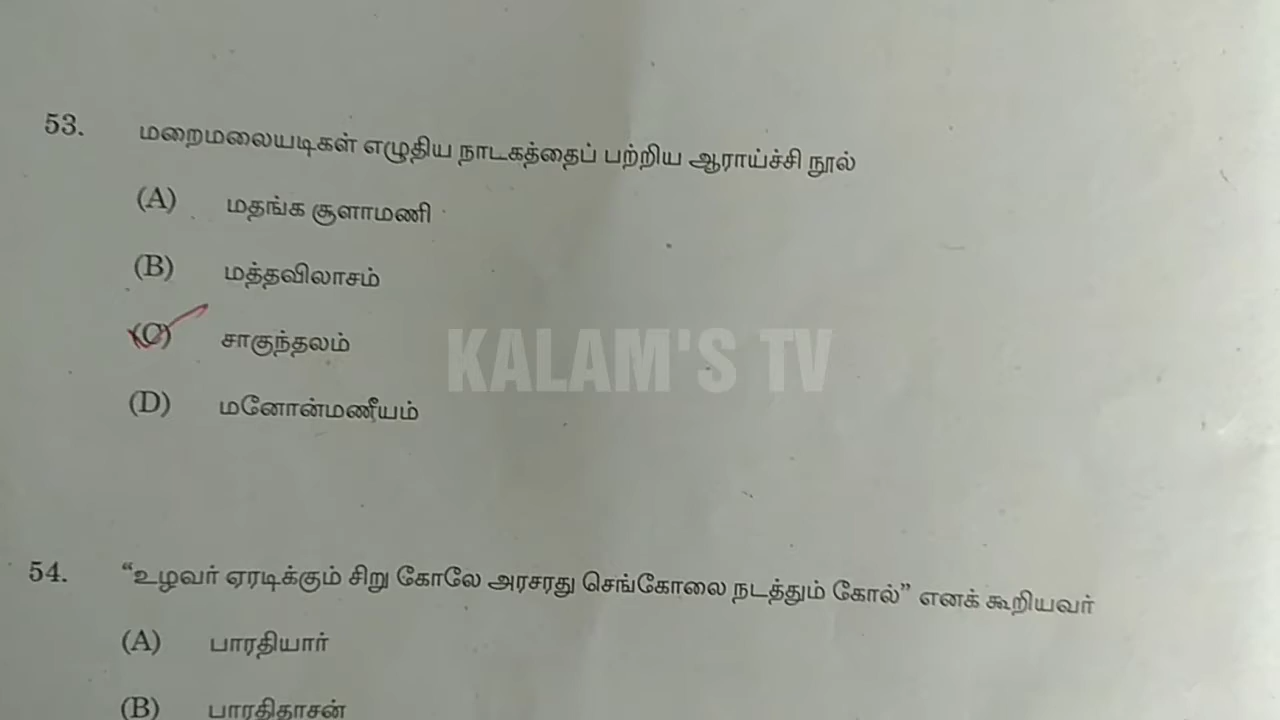 53. மறைமலையடிகள் எழுதிய நாடகத்தைப் பற்றிய ஆராய்ச்சி நூல்
(A) மதங்க சூளாமணி
(B) மத்தவிலாசம்
(C) சாகுந்தலம்
KALAM'S TV
(D) மனோன்மணீயம்
54. “உழவர் ஏரடிக்கும் சிறு கோலே அரசரது செங்கோலை நடத்தும் கோல்” எனக் கூறியவர்
(A) பாரதியார்
(B) பாரதிதாசன்